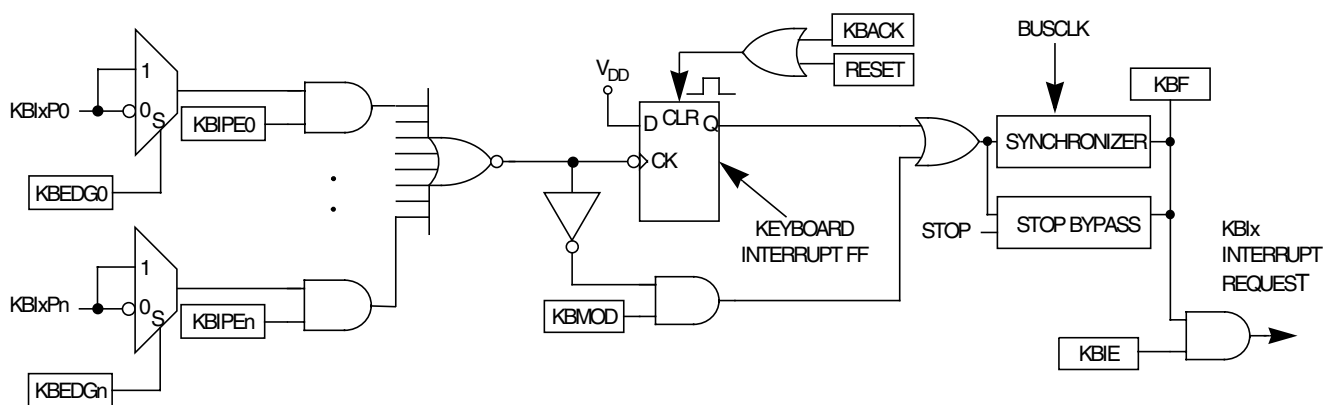 KBACK
RESET
BUSCLK
VDD
KBF
1
KBIxP0
0
S
KBIPE0
D
CLR
Q
CK
SYNCHRONIZER
KBEDG0
KEYBOARD
INTERRUPT FF
STOP
STOP BYPASS
KBIx
INTERRUPT
REQUEST
1
KBIxPn
0
S
KBIPEn
KBMOD
KBIE
KBEDGn